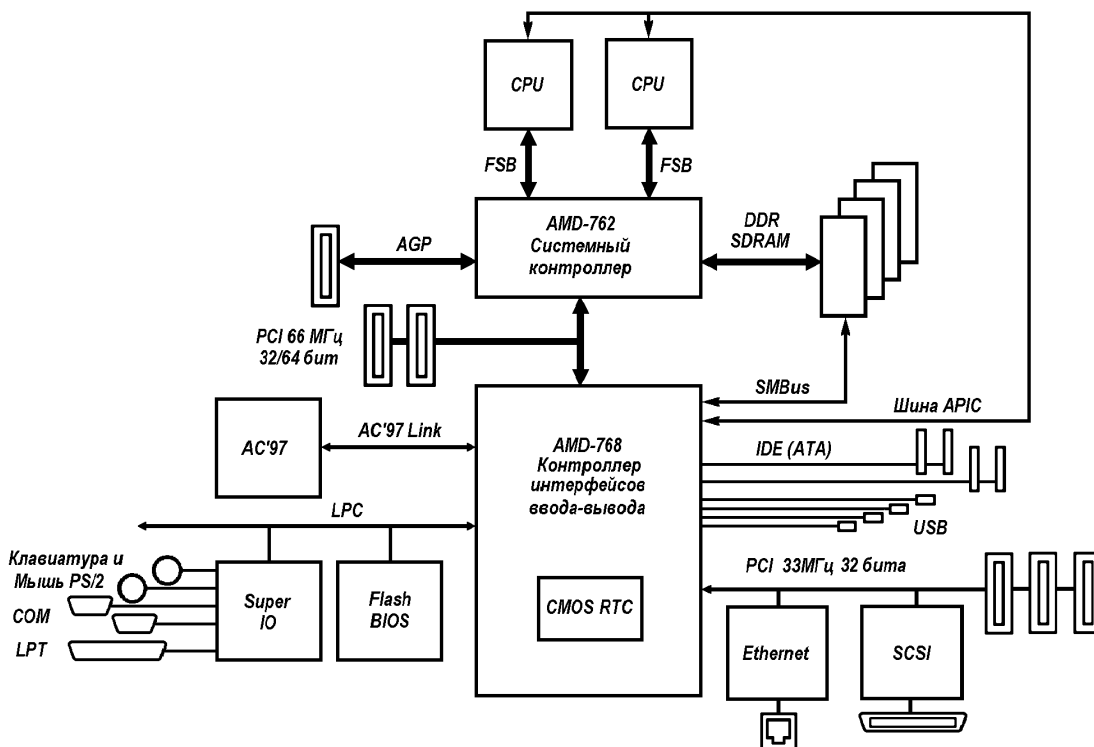 CPU
CPU
FSB
FSB
AMD-762
Системный
контроллер
DDR
SDRAM
AGP
PCI 66 МГц
32/64 бит
SMBus
Шина APIC
AC'97
AC'97 Link
AMD-768
Контроллер
интерфейсов
ввода-вывода
IDE (ATA)
USB
LPC
Клавиатура и
Мышь PS/2
COM
LPT
Super
IO
Flash
BIOS
CMOS RTC
PCI 33МГц 32 бита
Ethernet
SCSI